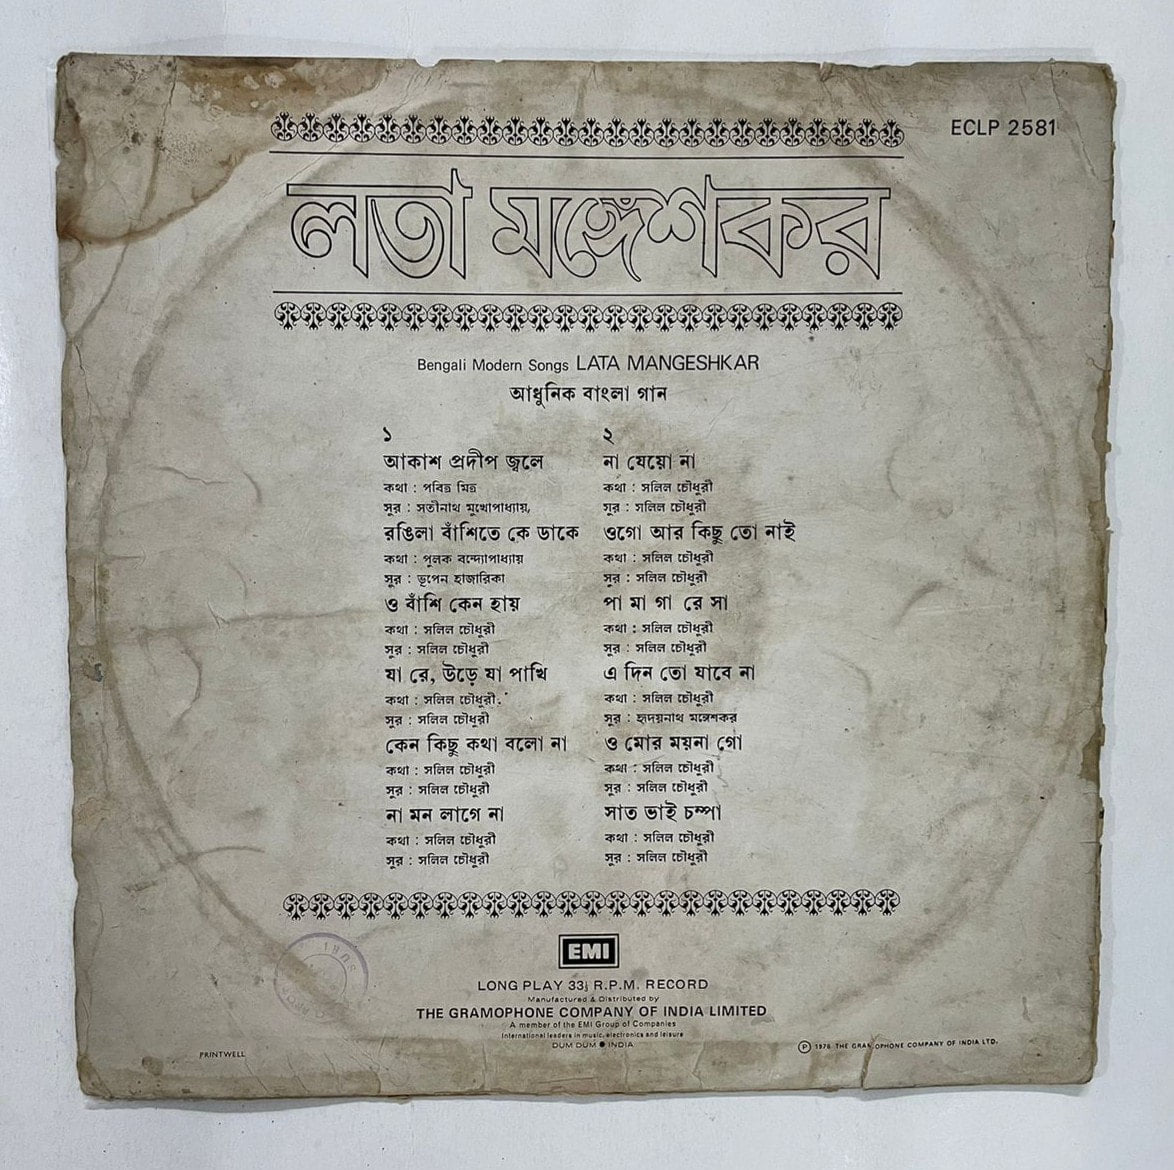 ECLP 2581
লতা মঙ্গেশকর
Bengali Modern Songs LATA MANGESHKAR
আধুনিক বাংলা গান
১
আকাশ প্রদীপ জ্বলে
কথা : পবিত্র মিত্র
সুর : সতীনাথ মুখোপাধ্যায়,
রঙিলা বাঁশিতে কে ডাকে
কথা : পুলক বন্দ্যোপাধ্যায়
সুর : ভূপেন হাজারিকা
ও বাঁশি কেন হায়
কথা : সলিল চৌধুরী
সুর : সলিল চৌধুরী
যা রে, উড়ে যা পাখি
কথা : সলিল চৌধুরী
সুর : সলিল চৌধুরী
কেন কিছু কথা বলো না
কথা : সলিল চৌধুরী
সুর : সলিল চৌধুরী
না মন লাগে না
কথা : সলিল চৌধুরী
সুর : সলিল চৌধুরী
২
না যেয়ো না
কথা : সলিল চৌধুরী
সুর : সলিল চৌধুরী
ওগো আর কিছু তো নাই
কথা : সলিল চৌধুরী
সুর : সলিল চৌধুরী
পা মা গা রে সা
কথা : সলিল চৌধুরী
সুর : সলিল চৌধুরী
এ দিন তো যাবে না
কথা : সলিল চৌধুরী
সুর : হৃদয়নাথ মঙ্গেশকর
ও মোর ময়না গো
কথা : সলিল চৌধুরী
সুর : সলিল চৌধুরী
সাত ভাই চম্পা
কথা : সলিল চৌধুরী
সুর : সলিল চৌধুরী
EMI
LONG PLAY 33⅓ R.P.M. RECORD
Manufactured & Distributed by
THE GRAMOPHONE COMPANY OF INDIA LIMITED
A member of the EMI Group of Companies
International leaders in music, electronics and leisure
DUM DUM ● INDIA
PRINTWELL
℗ 1976 THE GRAMOPHONE COMPANY OF INDIA LTD.